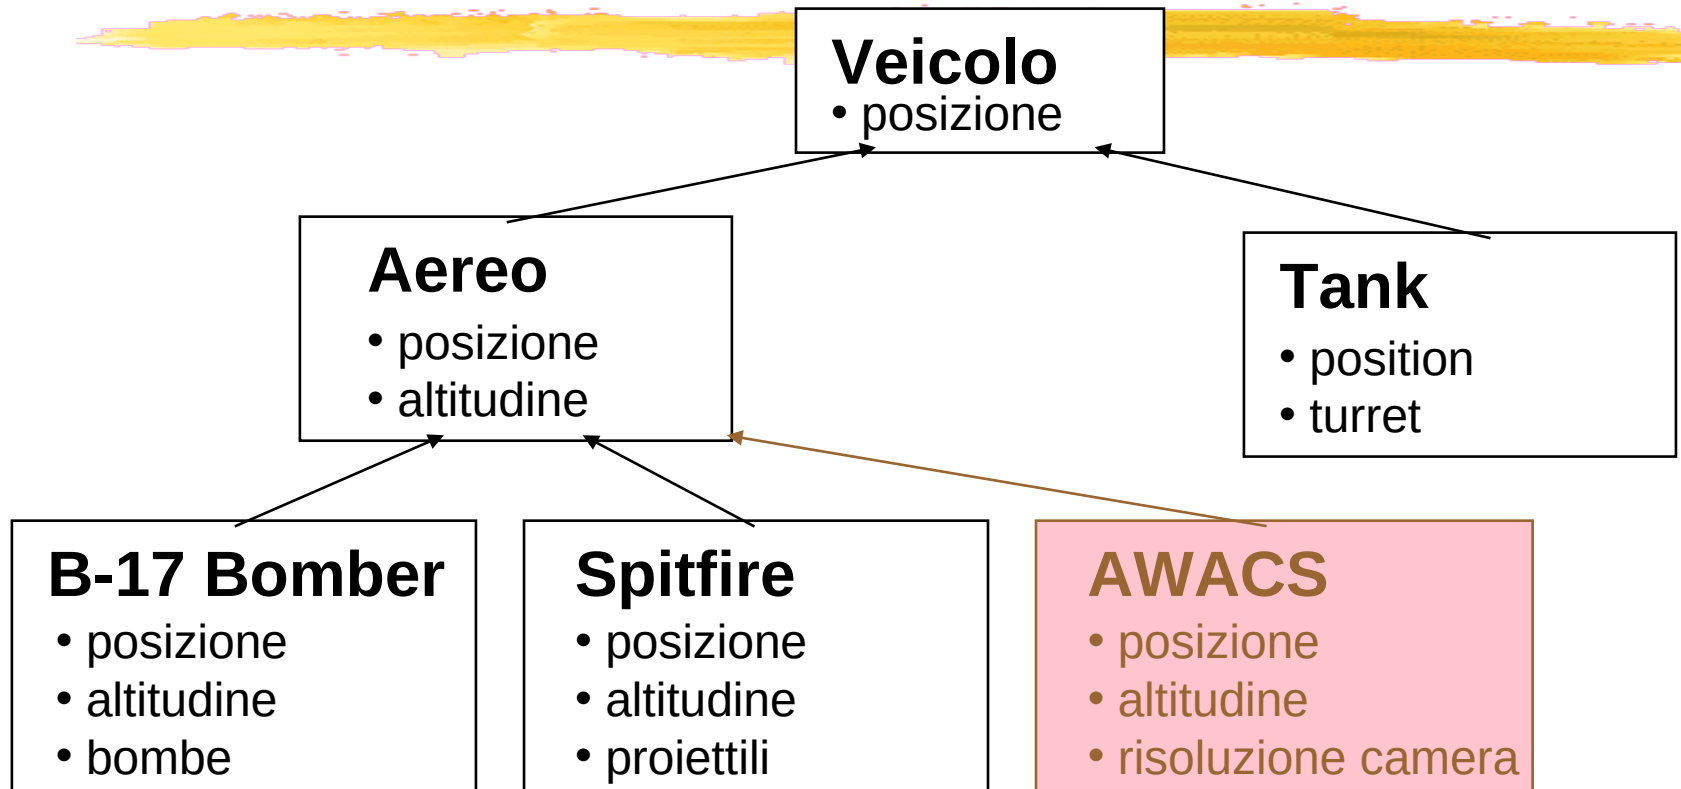 Veicolo
• posizione
Aereo
• posizione
• altitudine
Tank
• position
• turret
B-17 Bomber
• posizione
• altitudine
• bombe
Spitfire
• posizione
• altitudine
• proiettili
AWACS
• posizione
• altitudine
• risoluzione camera